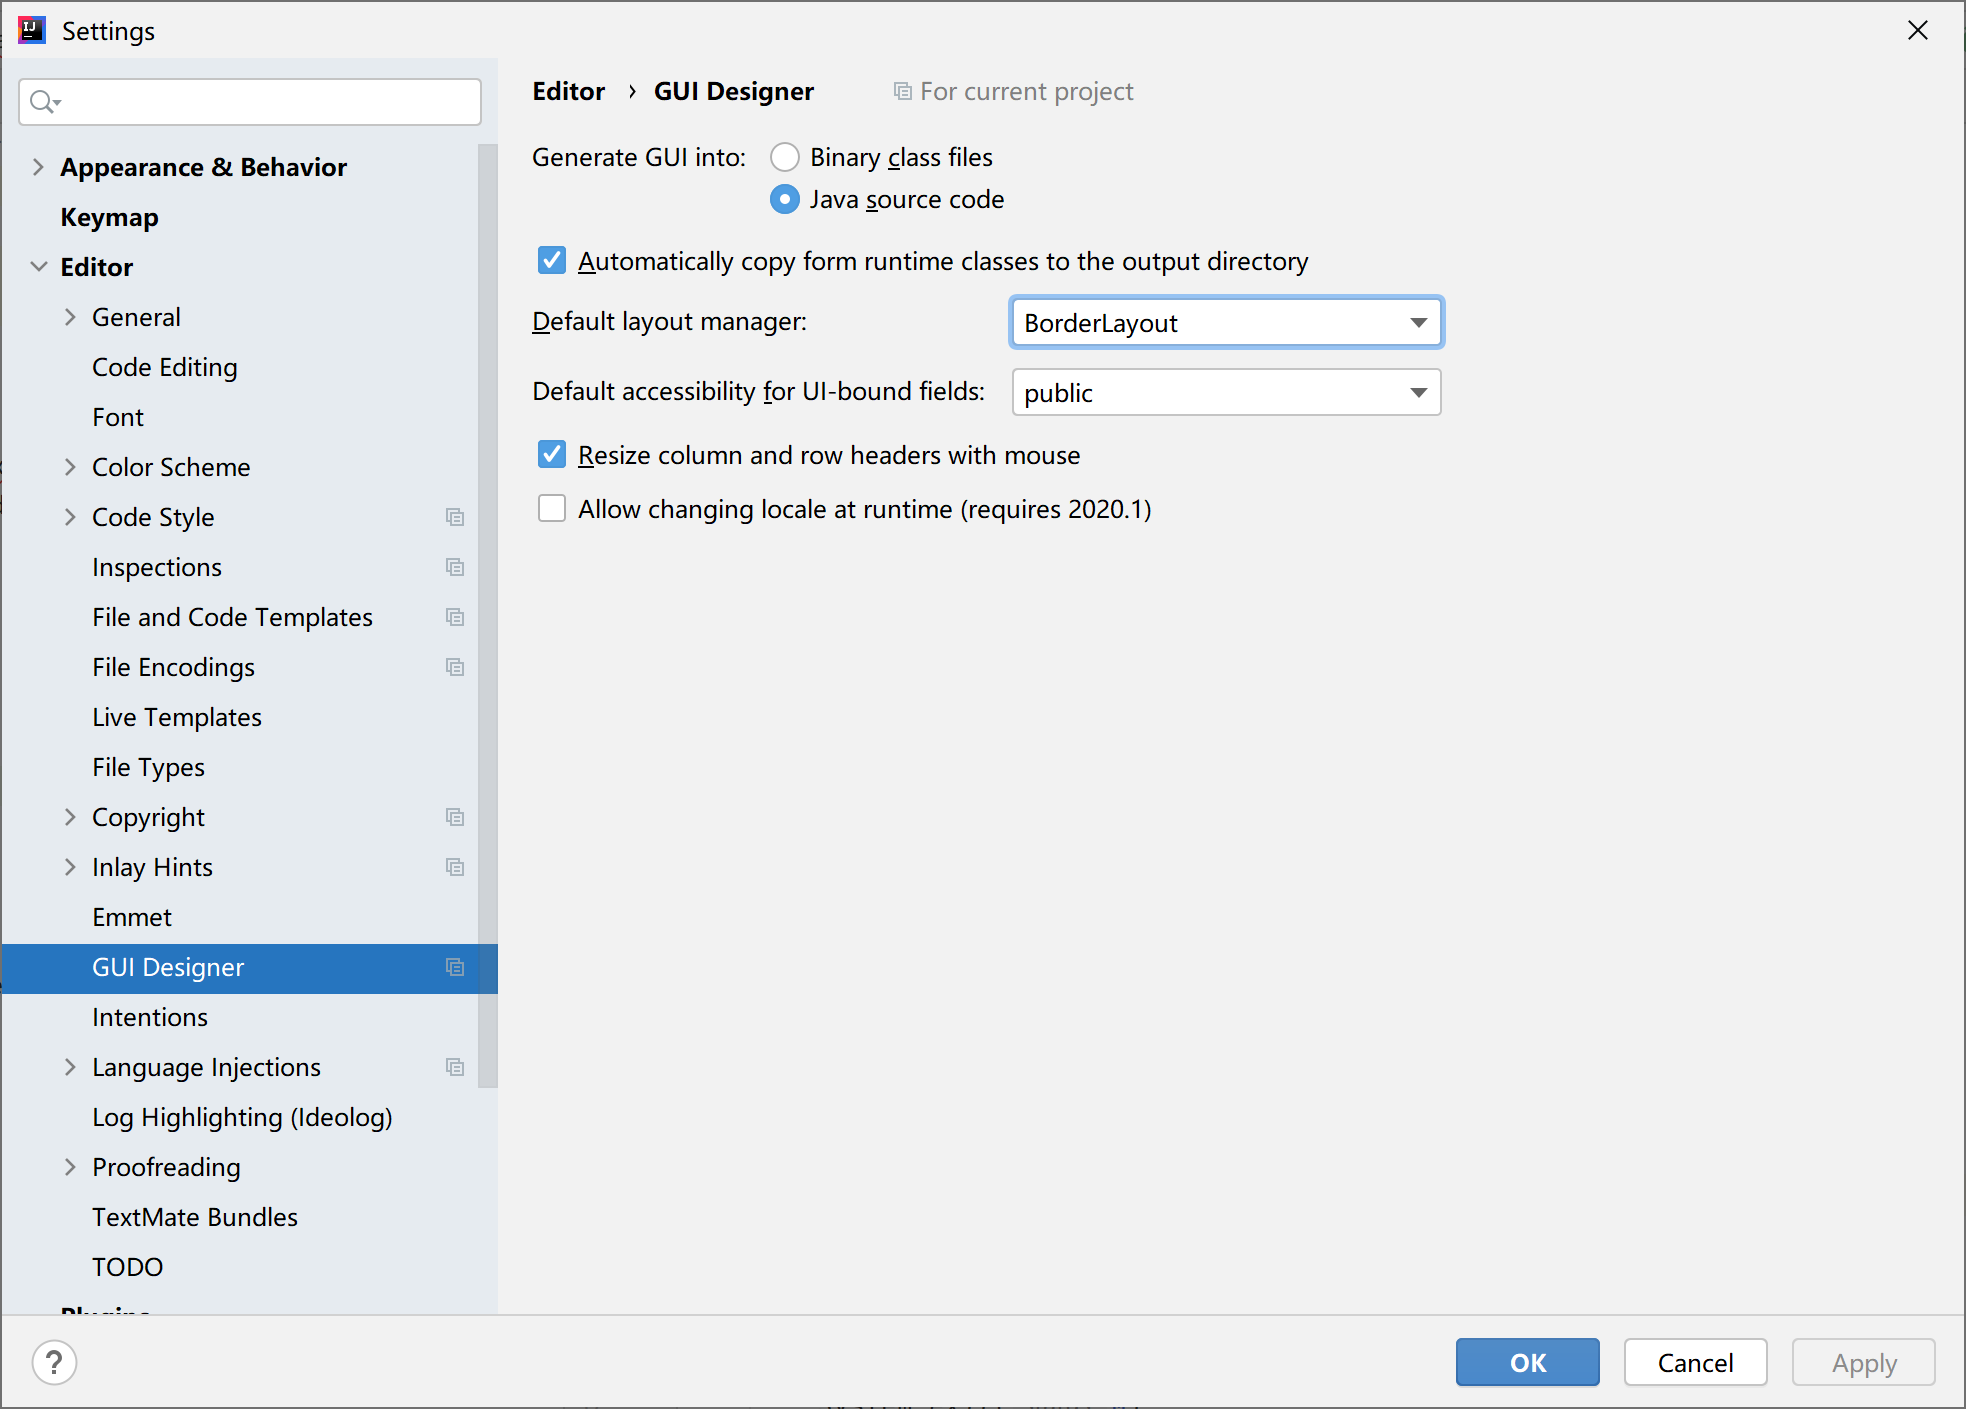 Settings
Appearance & Behavior
Keymap
Editor
General
Code Editing
Font
Color Scheme
Code Style
Inspections
File and Code Templates
File Encodings
Live Templates
File Types
Copyright
Inlay Hints
Emmet
GUI Designer
Intentions
Language Injections
Log Highlighting (Ideolog)
Proofreading
TextMate Bundles
TODO
Plugins
Editor › GUI Designer For current project
Generate GUI into: Binary class files
Java source code
Automatically copy form runtime classes to the output directory
Default layout manager: BorderLayout
Default accessibility for UI-bound fields: public
Resize column and row headers with mouse
Allow changing locale at runtime (requires 2020.1)
? OK Cancel Apply